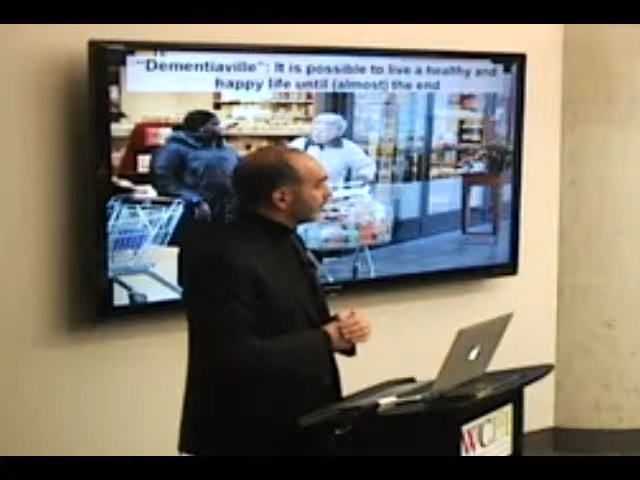 "Dementiaville": It is possible to live a healthy and
happy life until (almost) the end